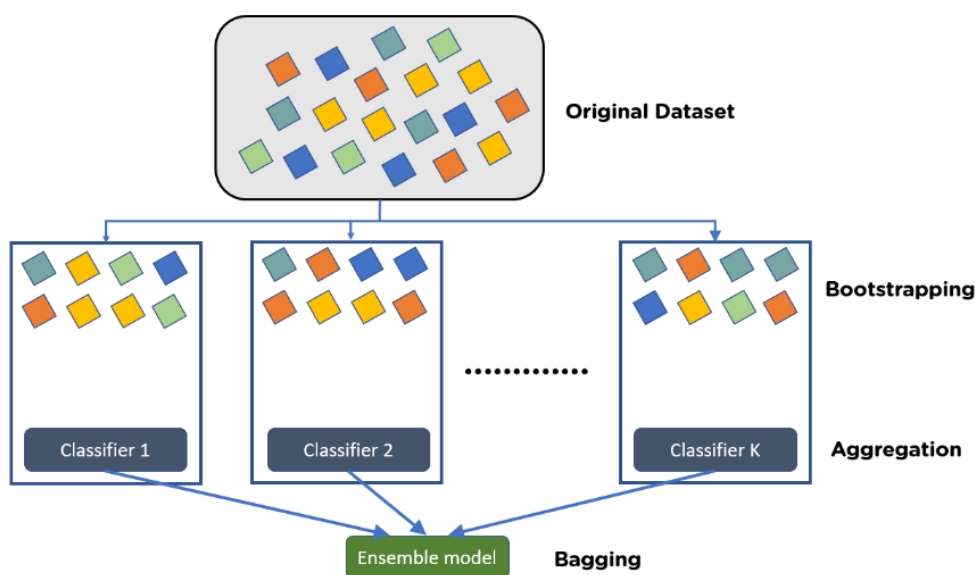 Original Dataset
Bootstrapping
Classifier 1
Classifier 2
Classifier K
Aggregation
Ensemble model
Bagging